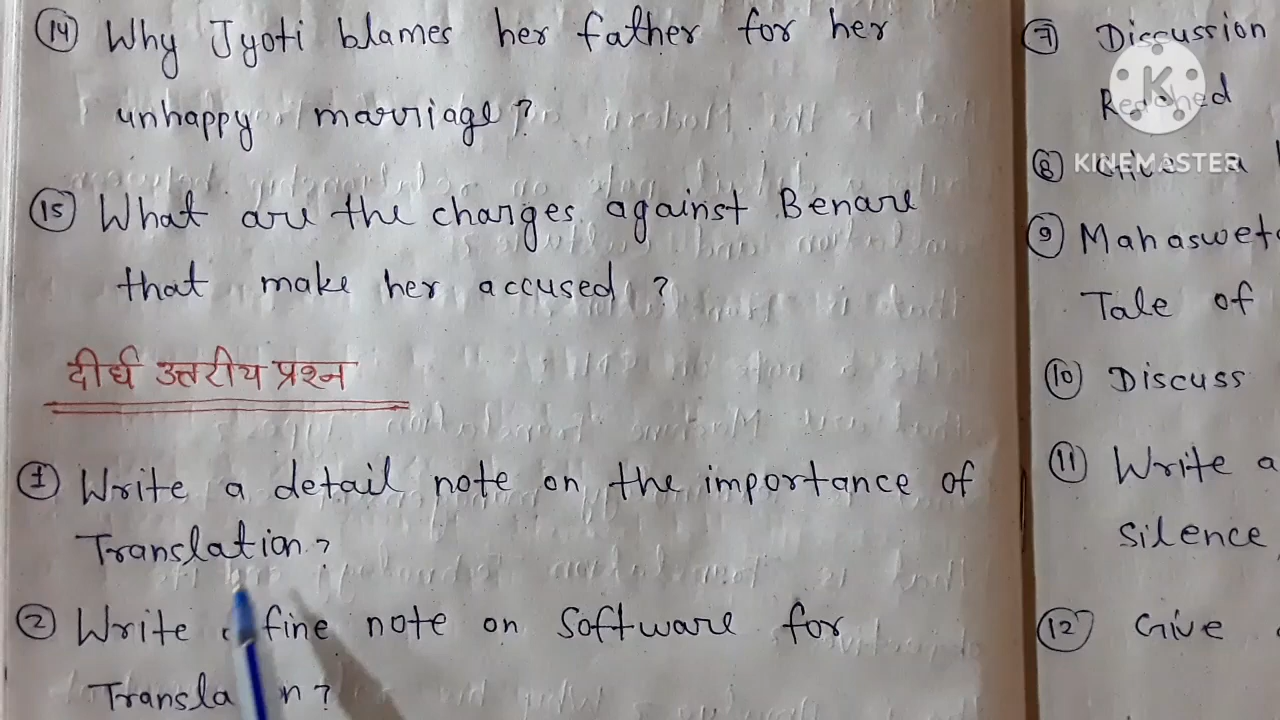 14 Why Jyoti blames her father for her
unhappy marriage?
15 What are the charges against Benare
that make her accused ?
दीर्घ उत्तरीय प्रश्न
1 Write a detail note on the importance of
Translation?
2 Write fine note on Software for
7 Discussion
KINEMASTER
8
9 Mahaswet
Tale of
10 Discuss
11 Write a
Silence
12 Give